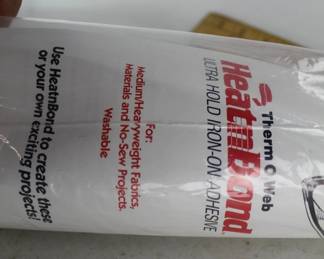 Therm O Web
HeatnBond
ULTRA HOLD IRON-ON ADHESIVE
For:
Medium/Heavyweight Fabrics,
Materials and No-Sew Projects.
Washable
Use HeatnBond to create these
or your own exciting projects!